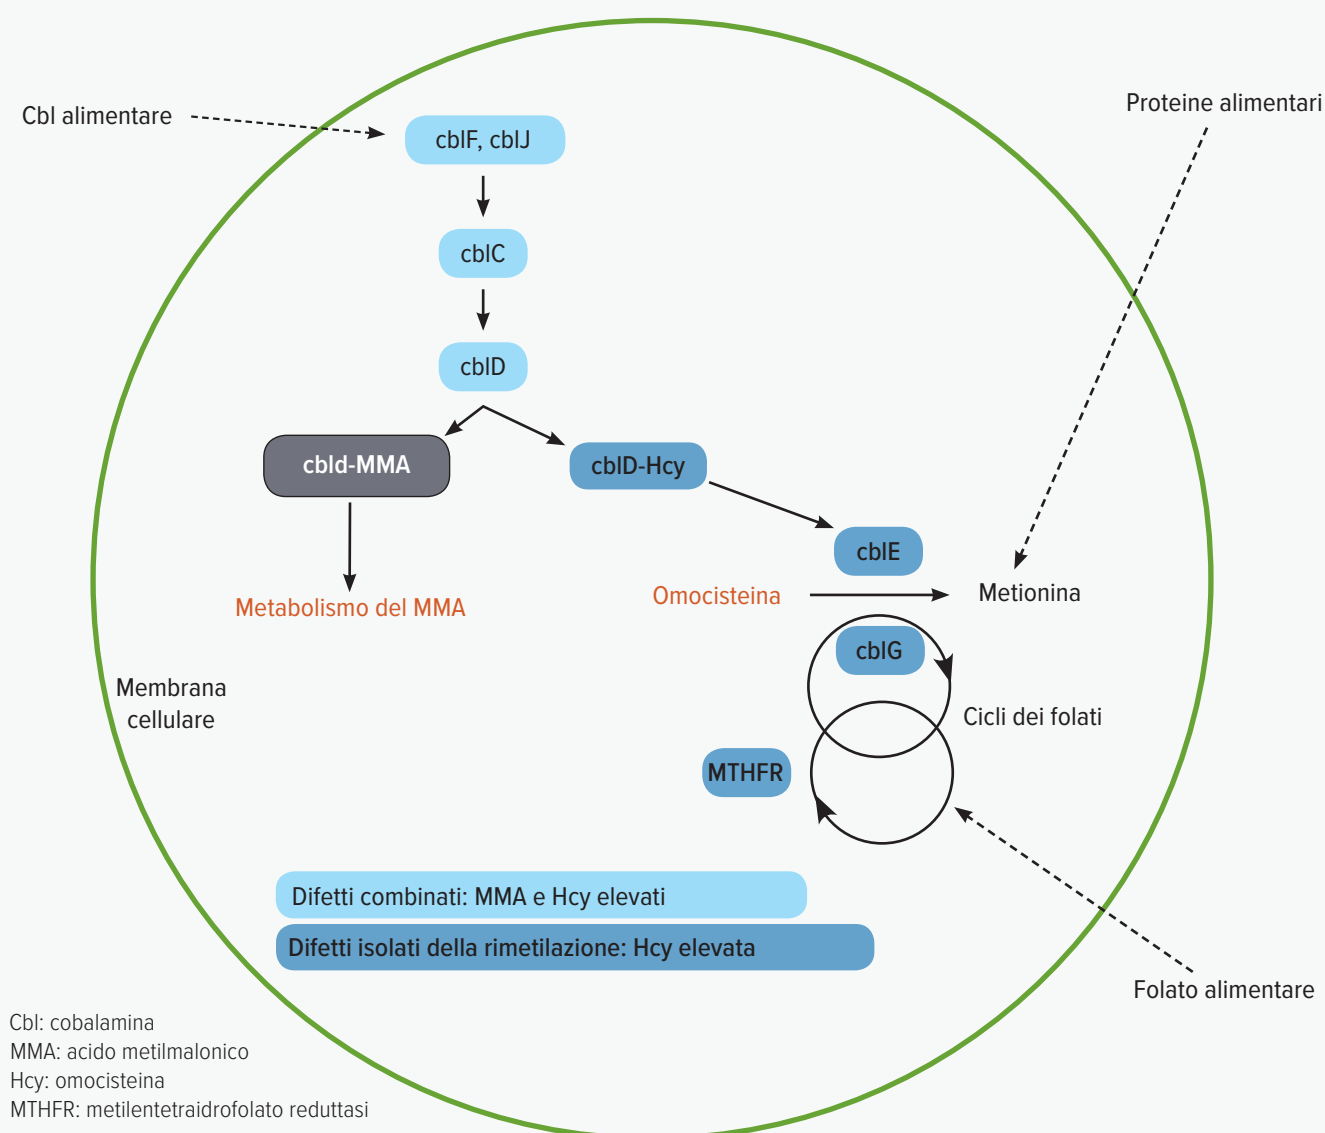 Cbl alimentare
Proteine alimentari
cblF, cblJ
cblC
cblD
cbld-MMA
cblD-Hcy
cblE
Metabolismo del MMA
Omocisteina
Metionina
cblG
Membrana
cellulare
Cicli dei folati
MTHFR
Difetti combinati: MMA e Hcy elevati
Difetti isolati della rimetilazione: Hcy elevata
Folato alimentare
Cbl: cobalamina
MMA: acido metilmalonico
Hcy: omocisteina
MTHFR: metilentetraidrofolato reduttasi